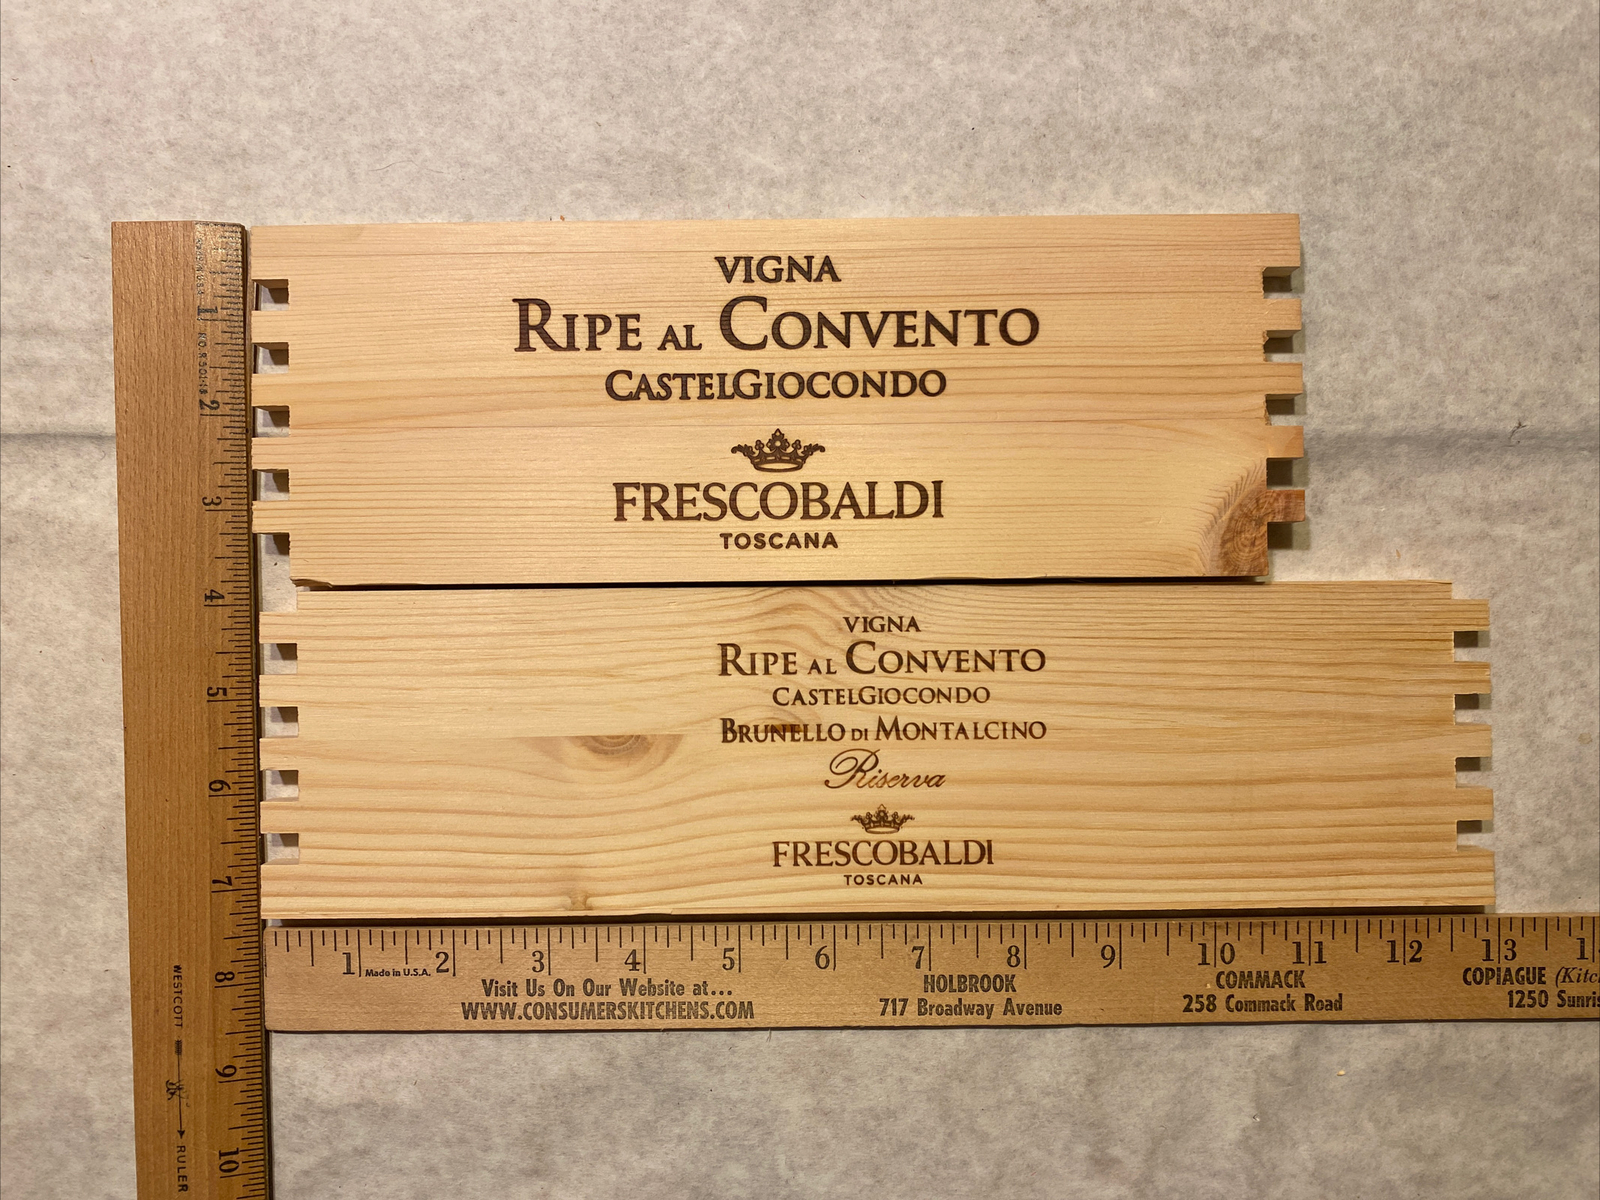 VIGNA
RIPE AL CONVENTO
CASTELGIOCONDO
FRESCOBALDI
TOSCANA
VIGNA
RIPE AL CONVENTO
CASTELGIOCONDO
BRUNELLO DI MONTALCINO
Riserva
FRESCOBALDI
TOSCANA
1 2 3 4 5 6 7 8 9 10
WESTCOTT RULER
1 Made in U.S.A. 2 3 4 5 6 7 8 9 10 11 12 13
Visit Us On Our Website at... HOLBROOK COMMACK COPIAGUE
WWW.CONSUMERSKITCHENS.COM 717 Broadway Avenue 258 Commack Road 1250